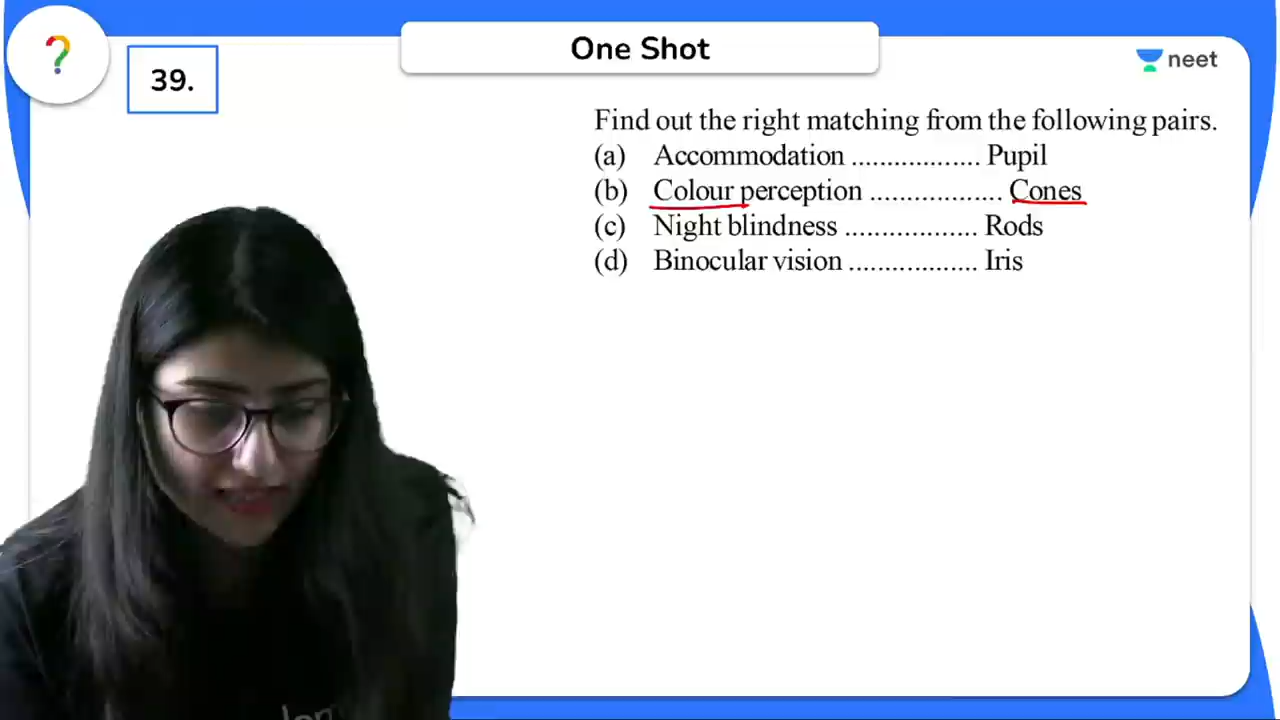 ?
39.
One Shot
neet
Find out the right matching from the following pairs.
(a) Accommodation .................. Pupil
(b) Colour perception ................... Cones
(c) Night blindness ................... Rods
(d) Binocular vision .................. Iris